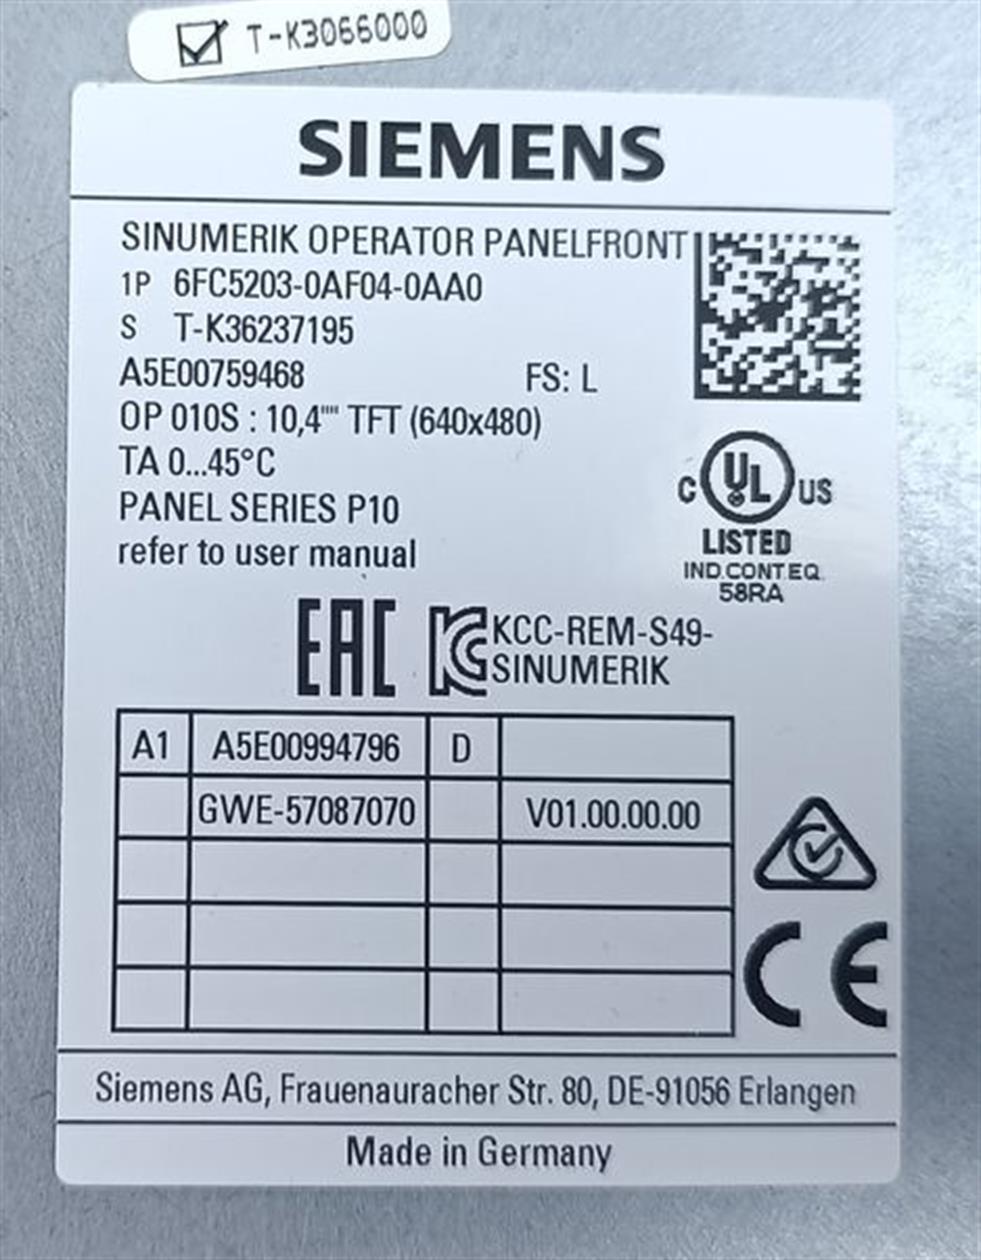 T-K3066000
SIEMENS
SINUMERIK OPERATOR PANELFRONT
1P 6FC5203-0AF04-0AA0
S T-K36237195
A5E00759468 FS: L
OP 010S : 10,4"" TFT (640x480)
TA 0...45°C
PANEL SERIES P10
refer to user manual
C UL US
LISTED
IND.CONT.EQ.
58RA
EAC
KCC-REM-S49-
SINUMERIK
A1 A5E00994796 D
GWE-57087070 V01.00.00.00
CE
Siemens AG, Frauenauracher Str. 80, DE-91056 Erlangen
Made in Germany